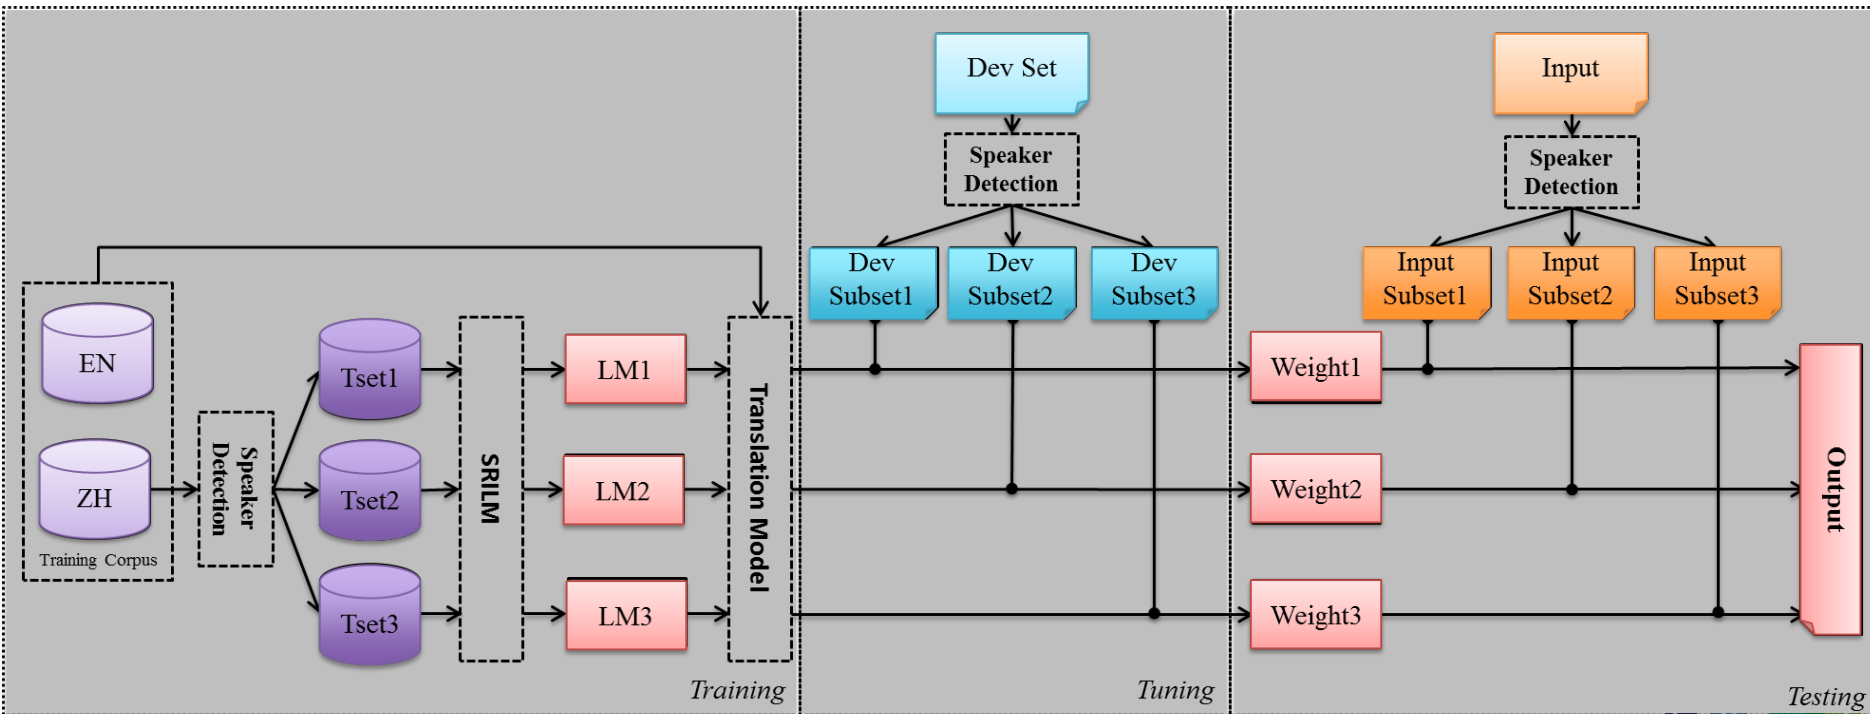 EN
ZH
Training Corpus
Speaker
Detection
Tset1
Tset2
Tset3
SRILM
LM1
LM2
LM3
Translation Model
Training
Dev Set
Speaker
Detection
Dev
Subset1
Dev
Subset2
Dev
Subset3
Tuning
Input
Speaker
Detection
Input
Subset1
Input
Subset2
Input
Subset3
Weight1
Weight2
Weight3
Output
Testing